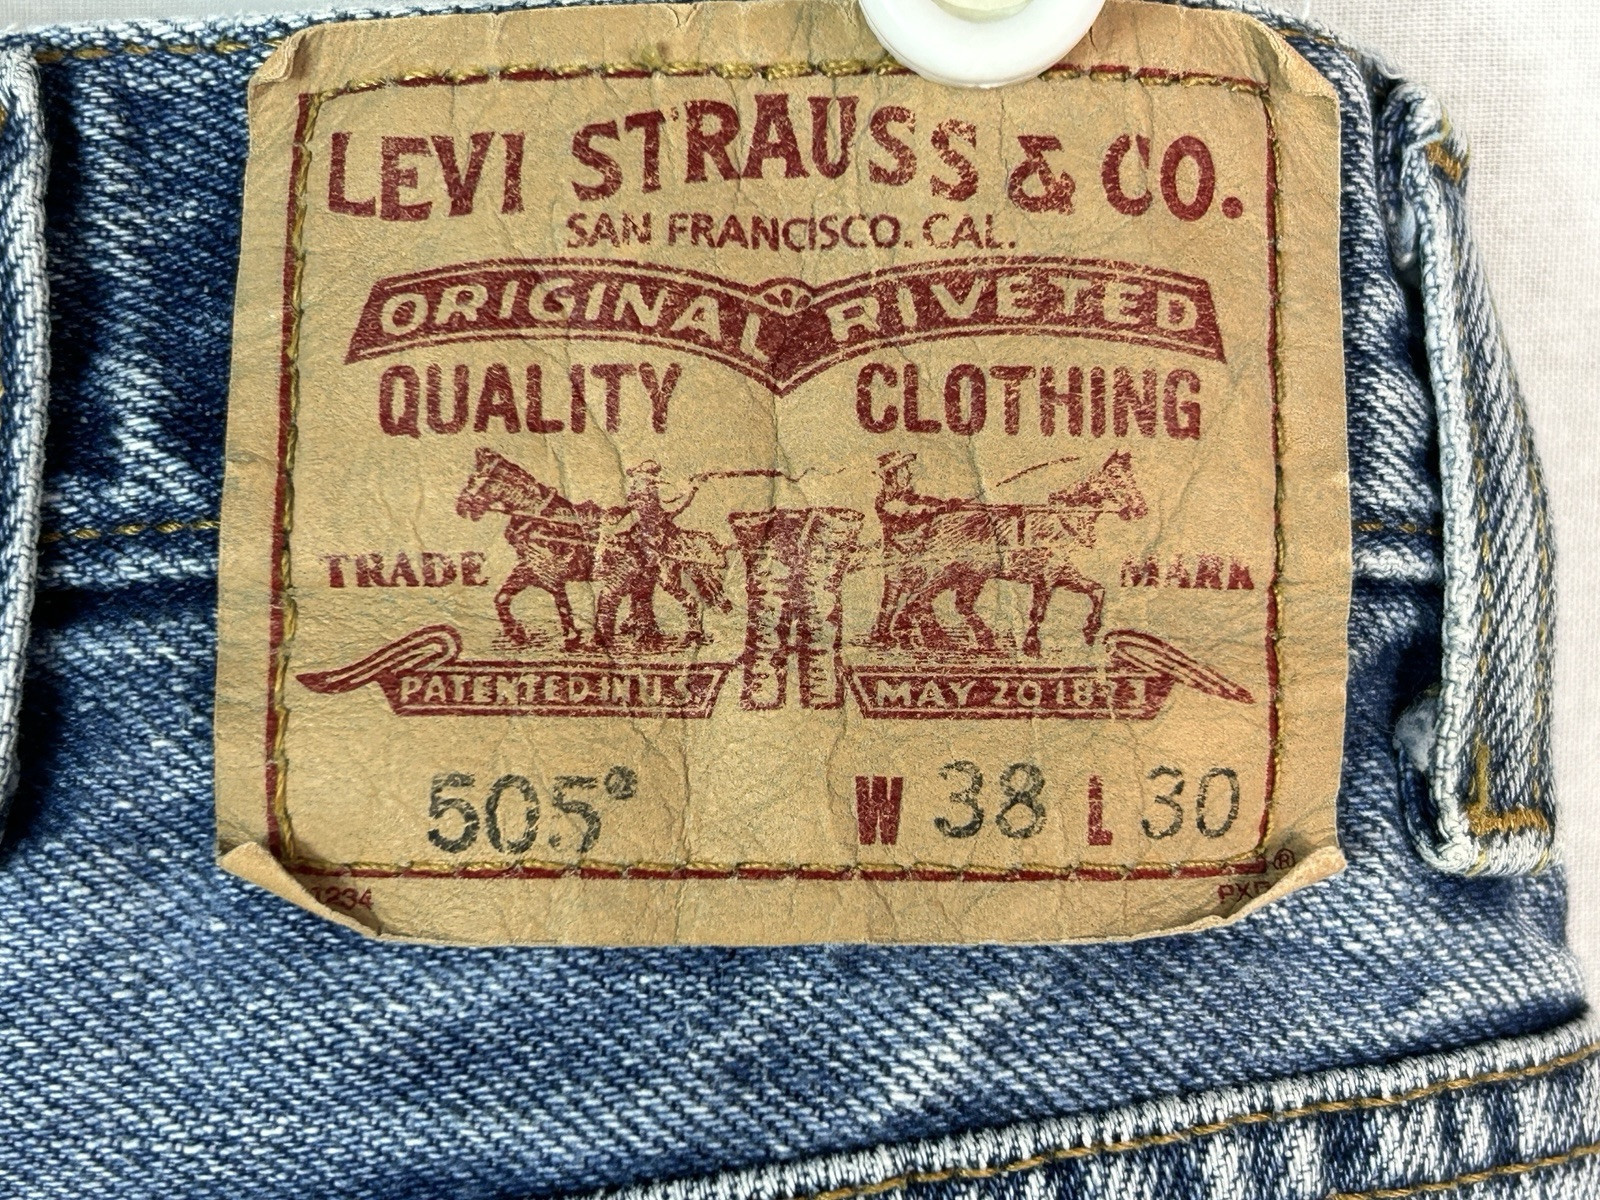 LEVI STRAUSS & CO.
SAN FRANCISCO. CAL.
ORIGINAL RIVETED
QUALITY CLOTHING
TRADE MARK
PATENTED IN U.S. MAY 20 1873
505® W 38 L 30
®
1234